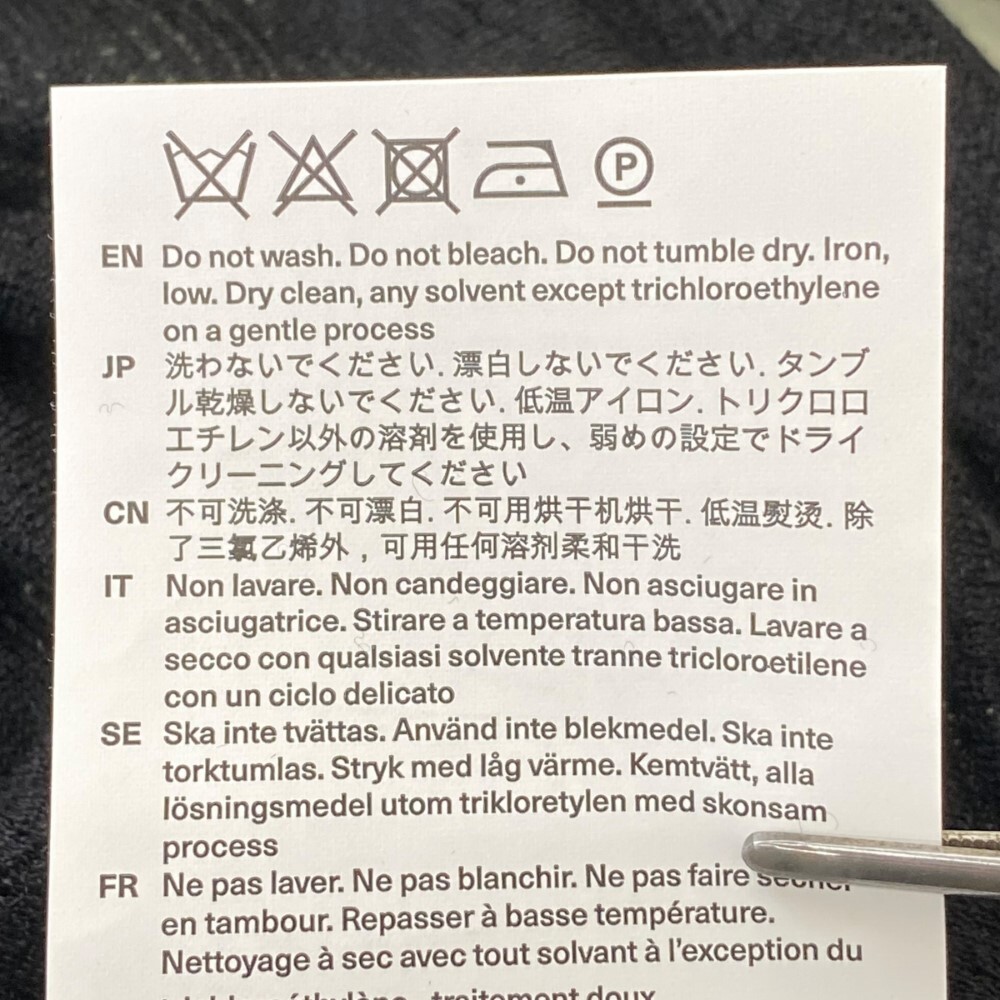 P
EN Do not wash. Do not bleach. Do not tumble dry. Iron,
low. Dry clean, any solvent except trichloroethylene
on a gentle process
JP 洗わないでください. 漂白しないでください. タンブ
ル乾燥しないでください. 低温アイロン. トリクロロ
エチレン以外の溶剤を使用し、弱めの設定でドライ
クリーニングしてください
CN 不可洗涤. 不可漂白. 不可用烘干机烘干. 低温熨烫. 除
了三氯乙烯外，可用任何溶剂柔和干洗
IT Non lavare. Non candeggiare. Non asciugare in
asciugatrice. Stirare a temperatura bassa. Lavare a
secco con qualsiasi solvente tranne tricloroetilene
con un ciclo delicato
SE Ska inte tvättas. Använd inte blekmedel. Ska inte
torktumlas. Stryk med låg värme. Kemtvätt, alla
lösningsmedel utom trikloretylen med skonsam
process
FR Ne pas laver. Ne pas blanchir. Ne pas faire
en tambour. Repasser à basse température.
Nettoyage à sec avec tout solvant à l'exception du
traitement doux